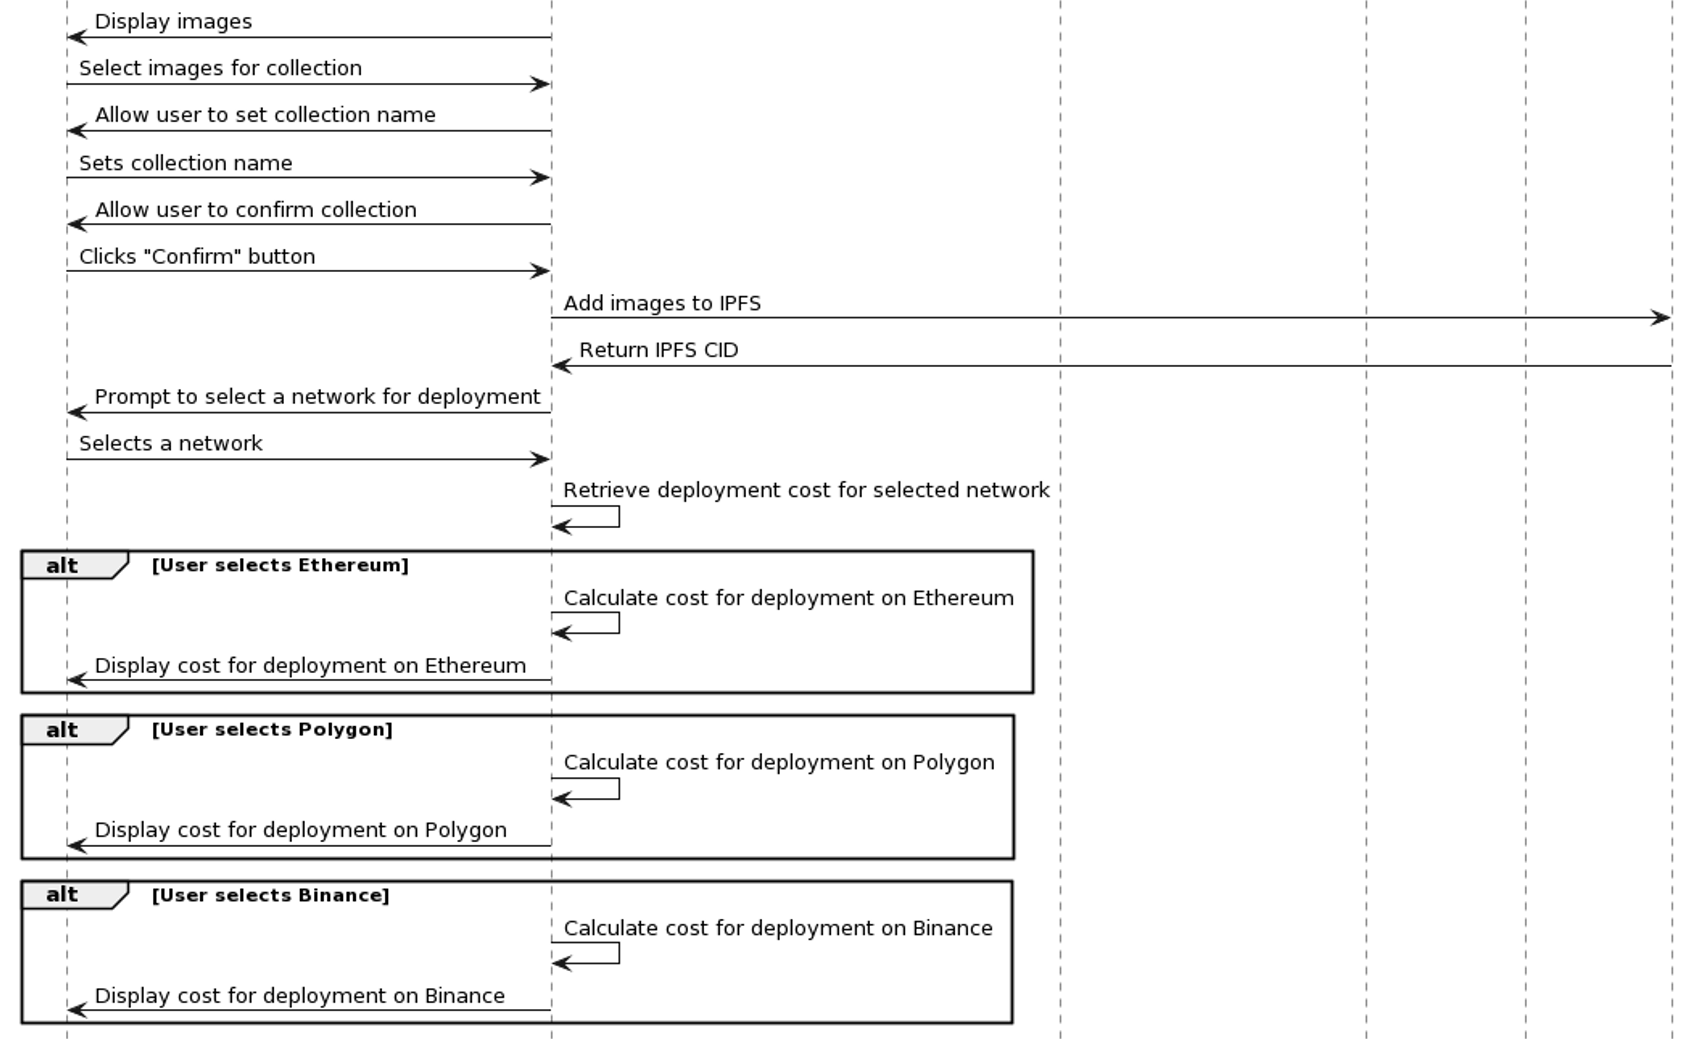 Display images
Select images for collection
Allow user to set collection name
Sets collection name
Allow user to confirm collection
Clicks "Confirm" button
Add images to IPFS
Return IPFS CID
Prompt to select a network for deployment
Selects a network
Retrieve deployment cost for selected network
alt [User selects Ethereum]
Calculate cost for deployment on Ethereum
Display cost for deployment on Ethereum
alt [User selects Polygon]
Calculate cost for deployment on Polygon
Display cost for deployment on Polygon
alt [User selects Binance]
Calculate cost for deployment on Binance
Display cost for deployment on Binance